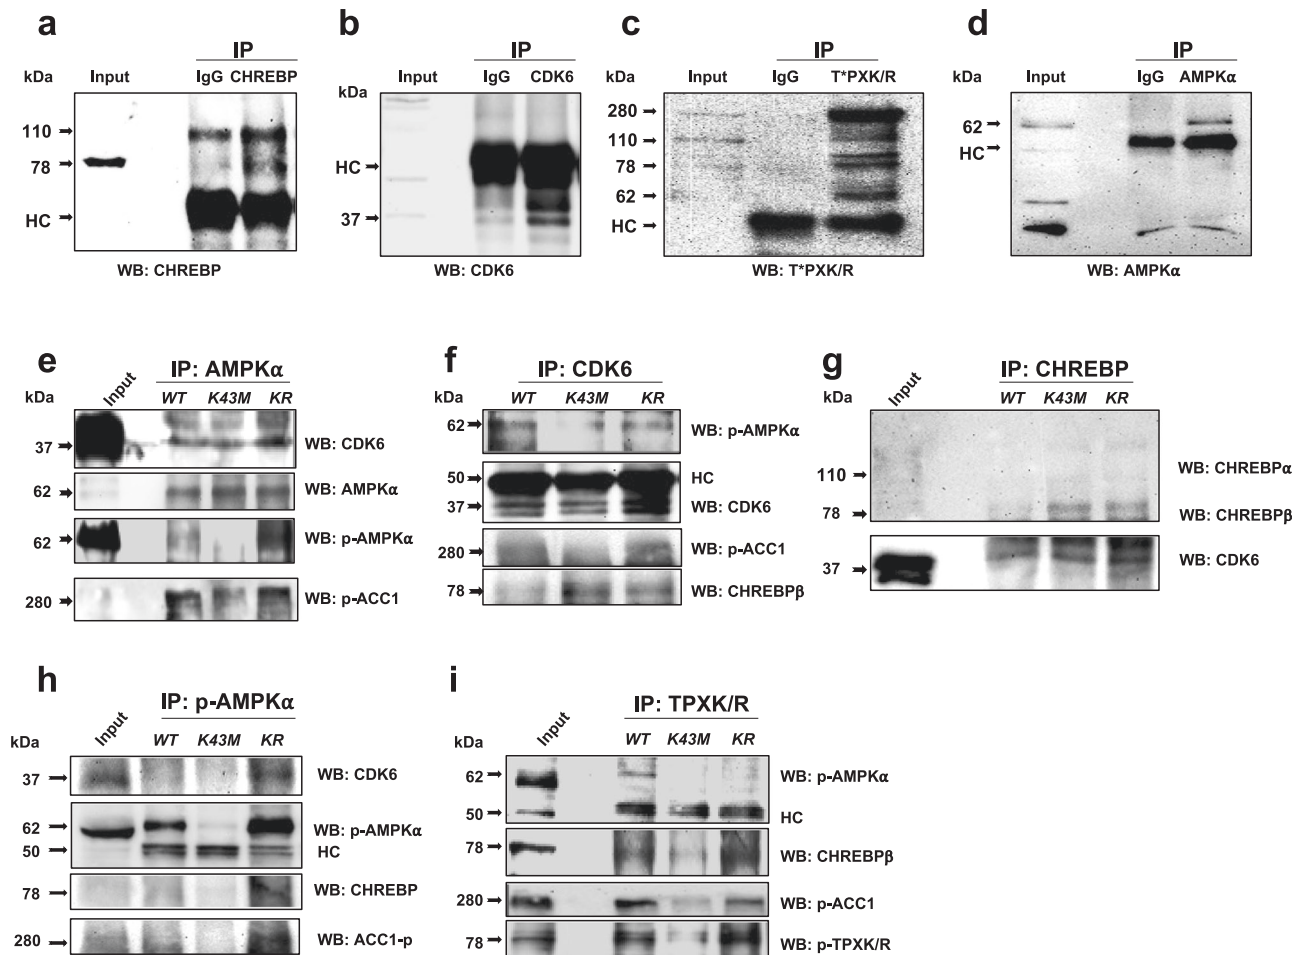 a
IP
kDa Input IgG CHREBP
110
78
HC
WB: CHREBP
b
IP
kDa Input IgG CDK6
HC
37
WB: CDK6
c
IP
kDa Input IgG T*PXK/R
280
110
78
62
HC
WB: T*PXK/R
d
IP
kDa Input IgG AMPKα
62
HC
WB: AMPKα
e
IP: AMPKα
kDa Input WT K43M KR
37 WB: CDK6
62 WB: AMPKα
62 WB: p-AMPKα
280 WB: p-ACC1
f
IP: CDK6
kDa WT K43M KR
62 WB: p-AMPKα
50 HC
37 WB: CDK6
280 WB: p-ACC1
78 WB: CHREBPβ
g
IP: CHREBP
kDa Input WT K43M KR
110 WB: CHREBPα
78 WB: CHREBPβ
37 WB: CDK6
h
IP: p-AMPKα
kDa Input WT K43M KR
37 WB: CDK6
62 WB: p-AMPKα
50 HC
78 WB: CHREBP
280 WB: ACC1-p
i
IP: TPXK/R
kDa Input WT K43M KR
62 WB: p-AMPKα
50 HC
78 WB: CHREBPβ
280 WB: p-ACC1
78 WB: p-TPXK/R